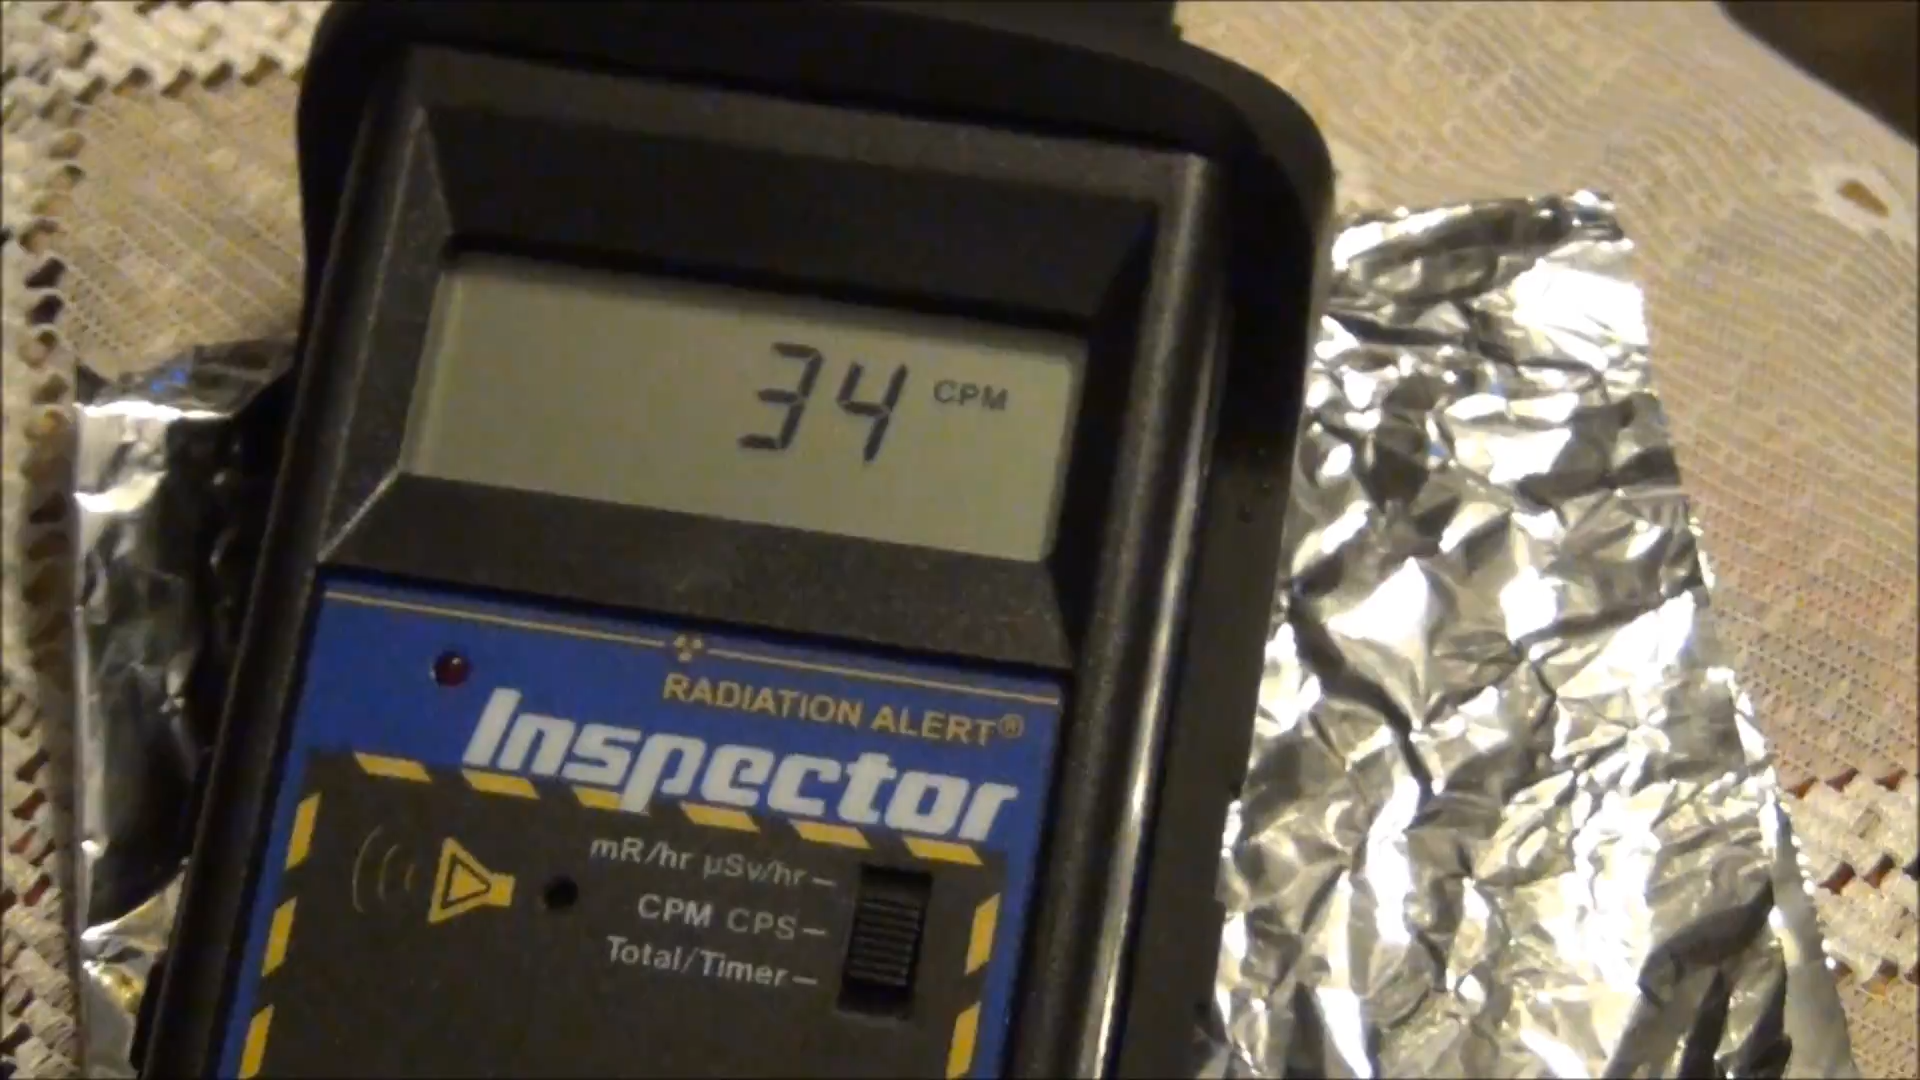 34 CPM
RADIATION ALERT®
Inspector
mR/hr µSv/hr
CPM CPS
Total/Timer